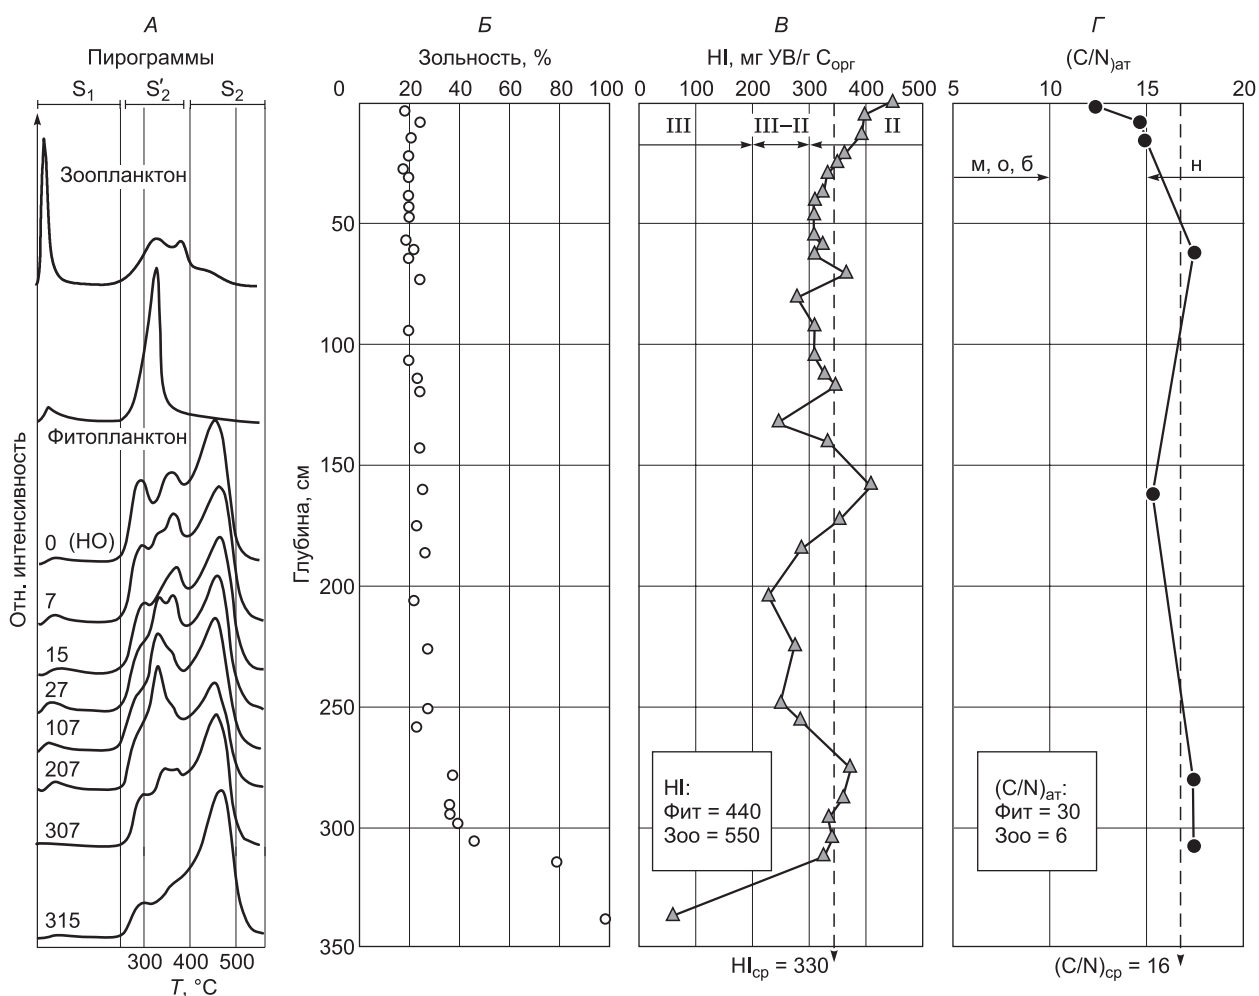 А
Пирограммы
S₁ S′₂ S₂
Зоопланктон
Фитопланктон
0 (НО)
7
15
27
107
207
307
315
Отн. интенсивность
300 400 500
T, °C
Б
Зольность, %
0 20 40 60 80 100
50
100
150
200
250
300
350
Глубина, см
В
HI, мг УВ/г Cорг
0 100 200 300 400 500
III III–II II
HI:
Фит = 440
Зоо = 550
HIср = 330
Г
(C/N)ат
5 10 15 20
м, о, б н
(C/N)ат:
Фит = 30
Зоо = 6
(C/N)ср = 16